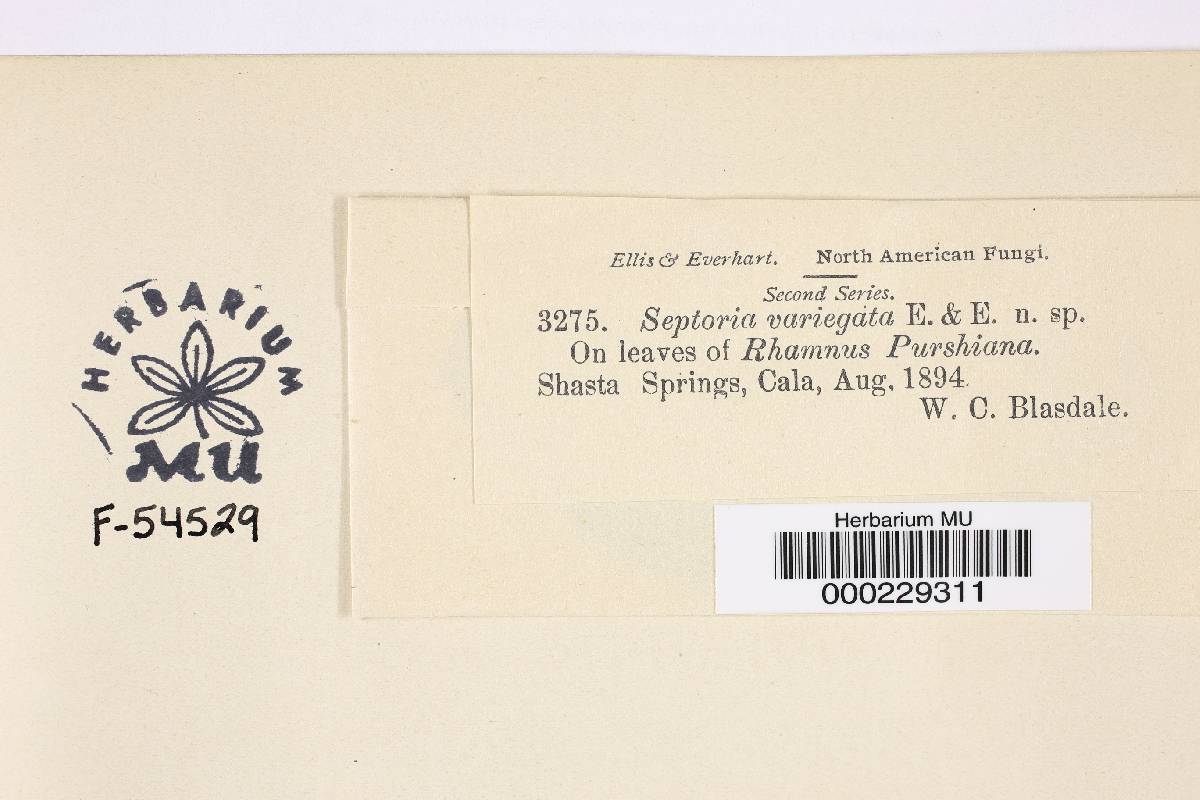 HERBARIUM
MU
F-54529
Ellis & Everhart. North American Fungi.
Second Series.
3275. Septoria variegata E. & E. n. sp.
On leaves of Rhamnus Purshiana.
Shasta Springs, Cala, Aug. 1894.
W. C. Blasdale.
Herbarium MU
000229311